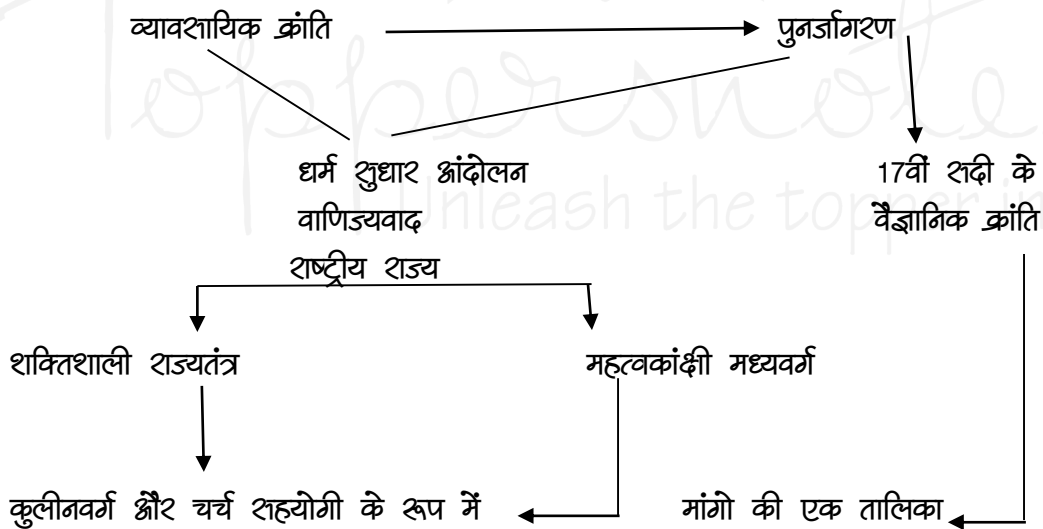 व्यावसायिक क्रांति
पुनर्जागरण
धर्म सुधार आंदोलन
वाणिज्यवाद
राष्ट्रीय राज्य
17वीं सदी के
वैज्ञानिक क्रांति
शक्तिशाली राज्यतंत्र
महत्वकांक्षी मध्यवर्ग
कुलीनवर्ग और चर्च सहयोगी के रूप में
मांगो की एक तालिका
Toppersnote
Unleash the topper in